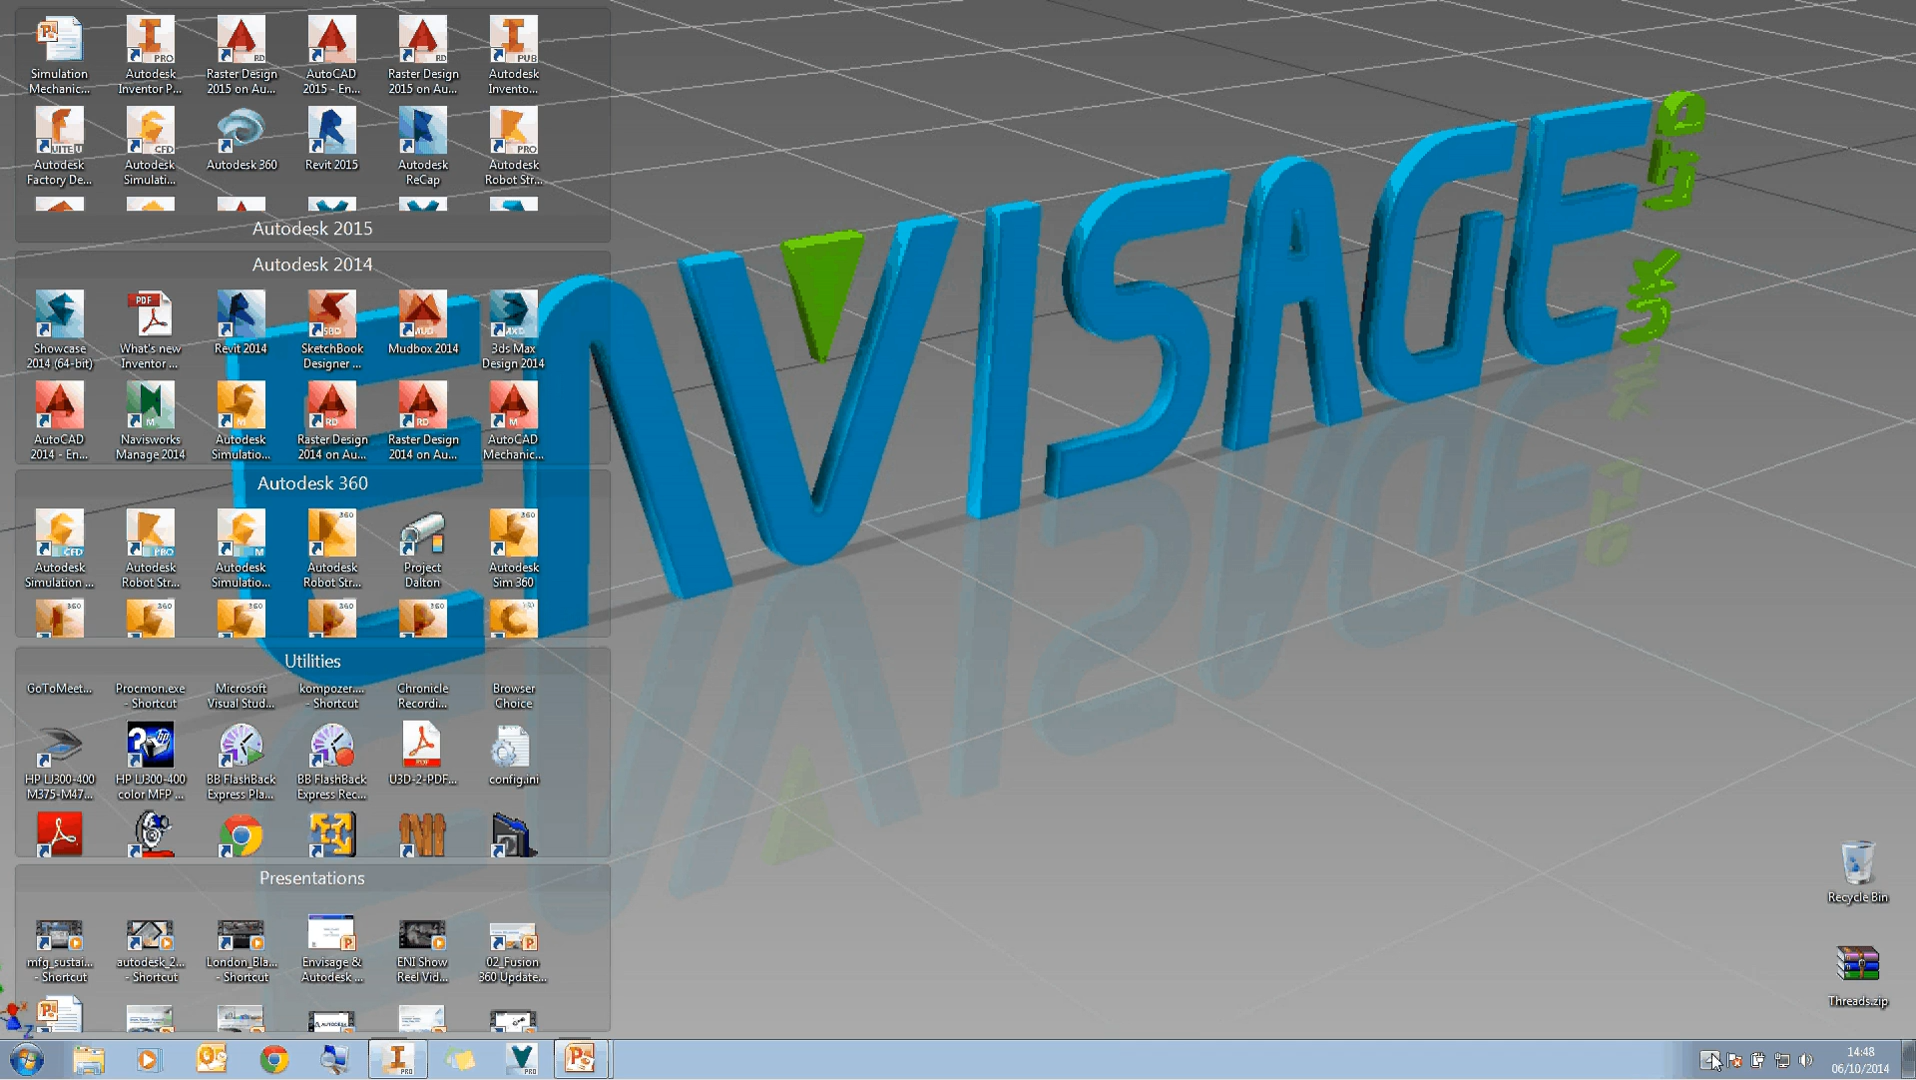 Simulation
Mechanic...
Autodesk
Inventor P...
Raster Design
2015 on Au...
AutoCAD
2015 - En...
Raster Design
2015 on Au...
Autodesk
Invento...
Autodesk
Factory De...
Autodesk
Simulati...
Autodesk 360
Revit 2015
Autodesk
ReCap
Autodesk
Robot Str...
Autodesk 2015
Autodesk 2014
Showcase
2014 (64-bit)
What's new
Inventor ...
Revit 2014
SketchBook
Designer ...
Mudbox 2014
3ds Max
Design 2014
AutoCAD
2014 - En...
Navisworks
Manage 2014
Autodesk
Simulatio...
Raster Design
2014 on Au...
Raster Design
2014 on Au...
AutoCAD
Mechanic...
Autodesk 360
Autodesk
Simulation ...
Autodesk
Robot Str...
Autodesk
Simulatio...
Autodesk
Robot Str...
Project
Dalton
Autodesk
Sim 360
Utilities
GoToMeet...
Procmon.exe
- Shortcut
Microsoft
Visual Stud...
kompozer....
- Shortcut
Chronicle
Recordi...
Browser
Choice
HP LJ300-400
M375-M47...
HP LJ300-400
color MFP ...
BB FlashBack
Express Pla...
BB FlashBack
Express Rec...
U3D-2-PDF...
config.ini
Presentations
mfg_sustai...
- Shortcut
autodesk_2...
- Shortcut
London_Bla...
- Shortcut
Envisage &
Autodesk ...
ENI Show
Reel Vid...
02_Fusion
360 Update...
ENVISAGE
Recycle Bin
Threads.zip
14:48
06/10/2014